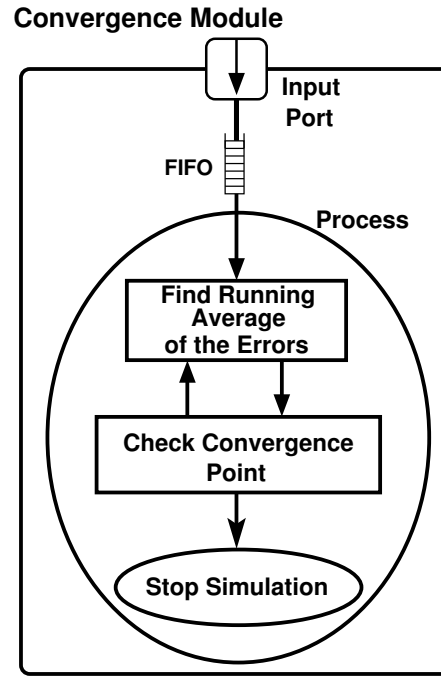 Convergence Module
Input
Port
FIFO
Process
Find Running
Average
of the Errors
Check Convergence
Point
Stop Simulation